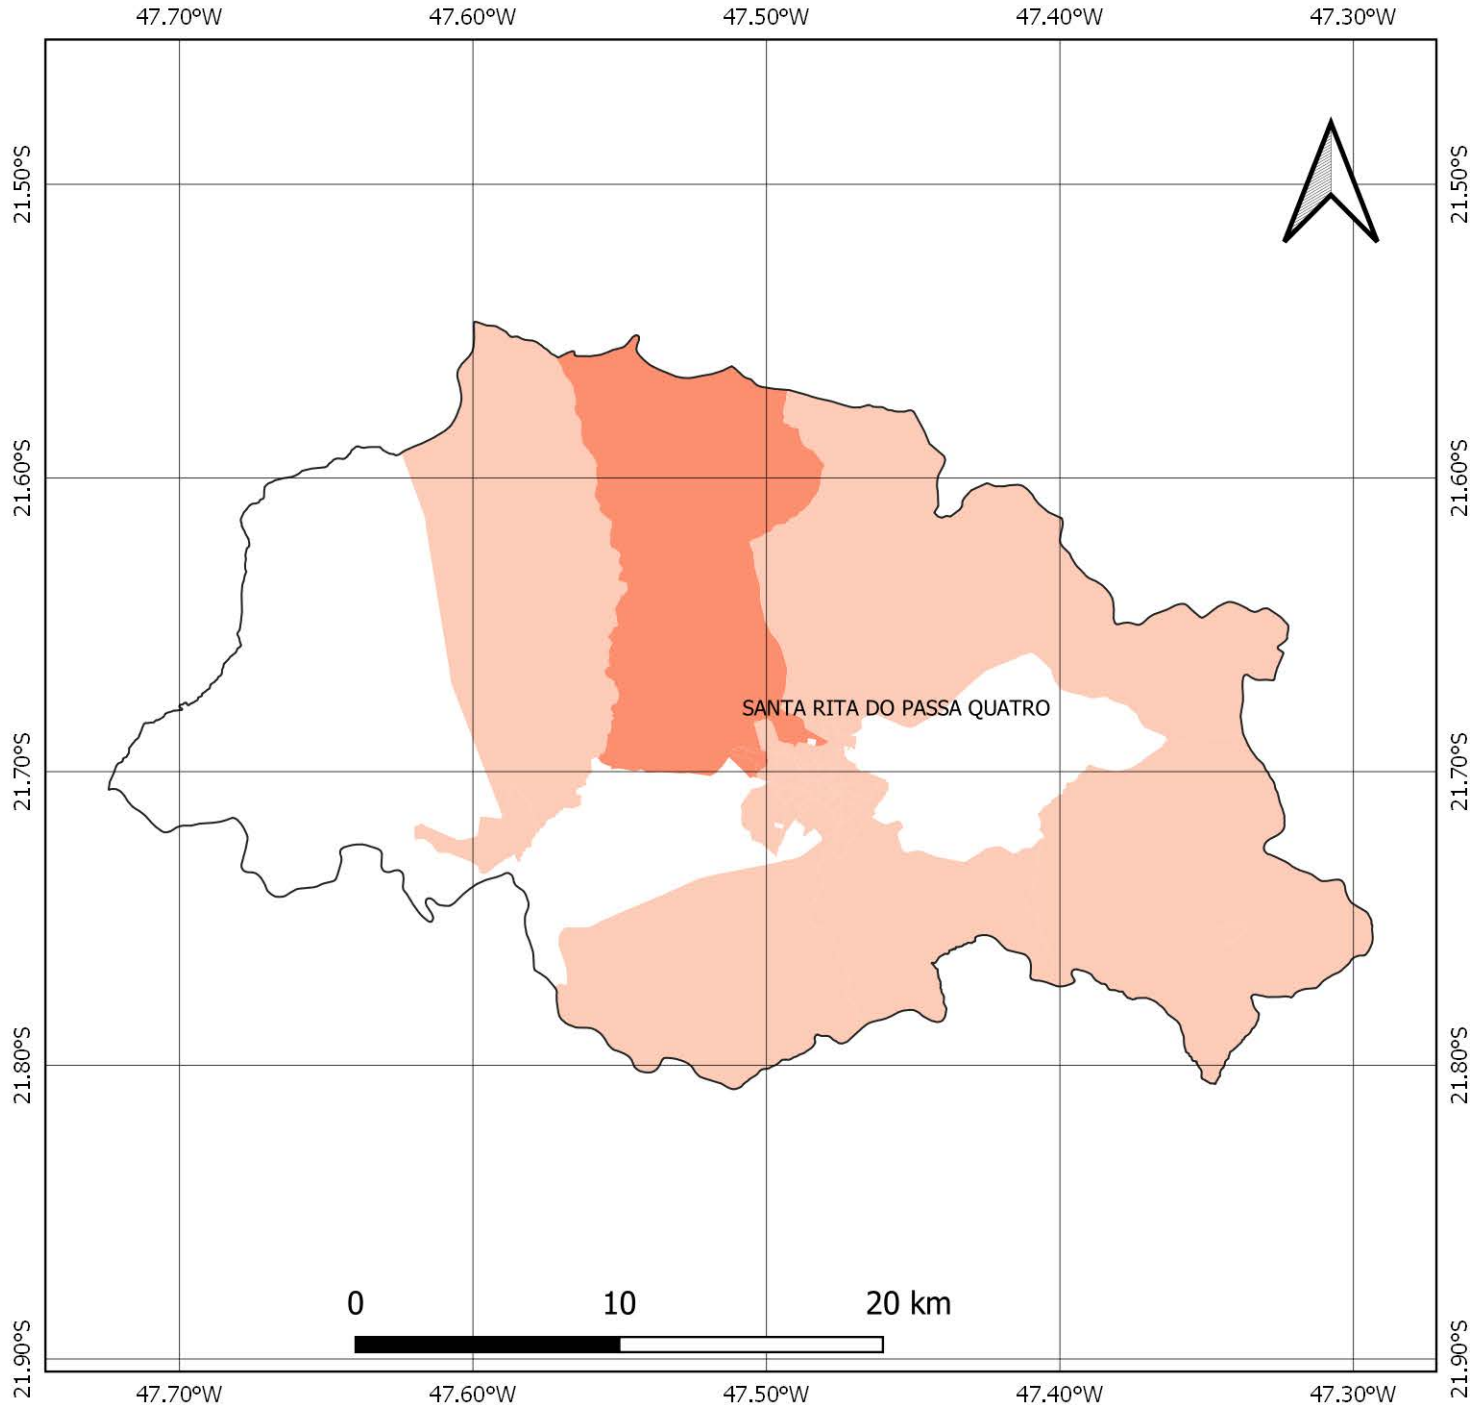 47.70°W 47.60°W 47.50°W 47.40°W 47.30°W
21.50°S 21.50°S
21.60°S 21.60°S
SANTA RITA DO PASSA QUATRO
21.70°S 21.70°S
21.80°S 21.80°S
0 10 20 km
21.90°S 21.90°S
47.70°W 47.60°W 47.50°W 47.40°W 47.30°W